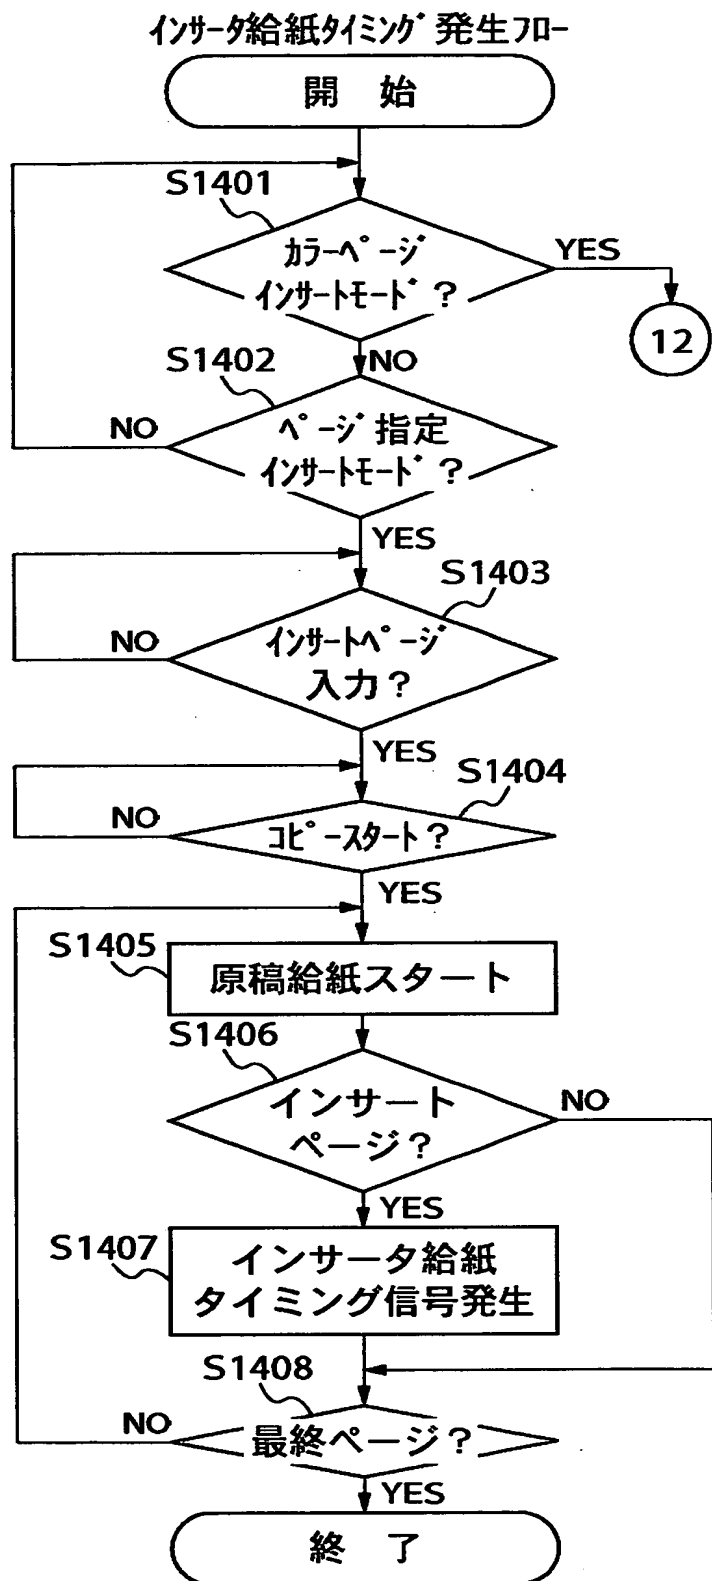 ｲﾝｻｰﾀ給紙ﾀｲﾐﾝｸﾞ発生ﾌﾛｰ
開 始
S1401
ｶﾗｰﾍﾟｰｼﾞ
ｲﾝｻｰﾄﾓｰﾄﾞ?
YES
12
NO
S1402
ﾍﾟｰｼﾞ指定
ｲﾝｻｰﾄﾓｰﾄﾞ?
NO
YES
S1403
ｲﾝｻｰﾄﾍﾟｰｼﾞ
入力?
NO
YES
S1404
ｺﾋﾟｰｽﾀｰﾄ?
NO
YES
S1405
原稿給紙スタート
S1406
インサート
ページ?
NO
YES
S1407
インサータ給紙
タイミング信号発生
S1408
最終ページ?
NO
YES
終 了